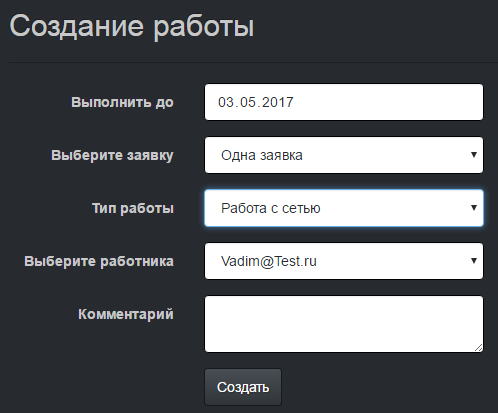 Создание работы
Выполнить до 03.05.2017
Выберите заявку Одна заявка
Тип работы Работа с сетью
Выберите работника Vadim@Test.ru
Комментарий
Создать